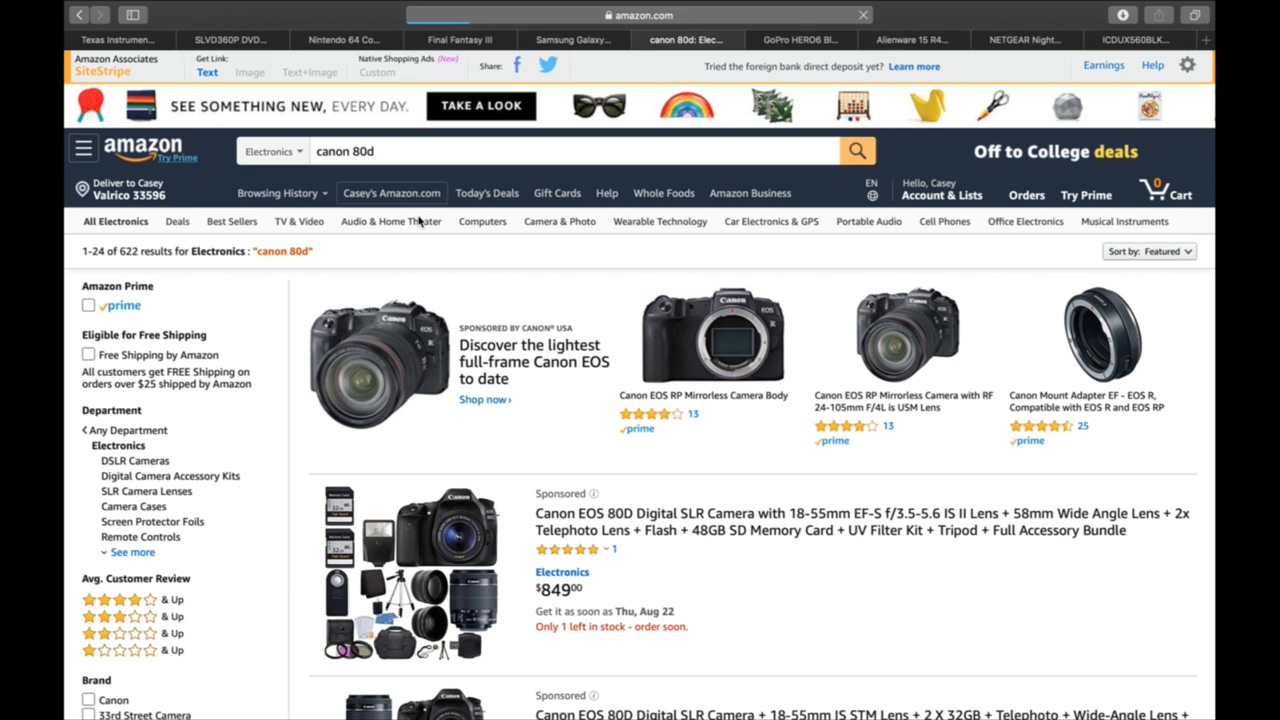 amazon.com
Texas Instrumen...
SLVD360P DVD...
Nintendo 64 Co...
Final Fantasy III
Samsung Galaxy...
canon 80d: Elec...
GoPro HERO6 Bl...
Alienware 15 R4...
NETGEAR Night...
ICDUX560BLK...
Amazon Associates
SiteStripe
Get Link:
Text Image Text+Image
Native Shopping Ads (New)
Custom
Share:
Tried the foreign bank direct deposit yet? Learn more
Earnings Help
SEE SOMETHING NEW, EVERY DAY.
TAKE A LOOK
amazon
Try Prime
Electronics
canon 80d
Off to College deals
Deliver to Casey
Valrico 33596
Browsing History
Casey's Amazon.com
Today's Deals
Gift Cards
Help
Whole Foods
Amazon Business
EN
Hello, Casey
Account & Lists
Orders
Try Prime
0
Cart
All Electronics
Deals
Best Sellers
TV & Video
Audio & Home Theater
Computers
Camera & Photo
Wearable Technology
Car Electronics & GPS
Portable Audio
Cell Phones
Office Electronics
Musical Instruments
1-24 of 622 results for Electronics : "canon 80d"
Sort by: Featured
Amazon Prime
prime
Eligible for Free Shipping
Free Shipping by Amazon
All customers get FREE Shipping on
orders over $25 shipped by Amazon
Department
Any Department
Electronics
DSLR Cameras
Digital Camera Accessory Kits
SLR Camera Lenses
Camera Cases
Screen Protector Foils
Remote Controls
See more
Avg. Customer Review
& Up
& Up
& Up
& Up
Brand
Canon
33rd Street Camera
SPONSORED BY CANON® USA
Discover the lightest
full-frame Canon EOS
to date
Shop now›
Canon EOS RP Mirrorless Camera Body
13
prime
Canon EOS RP Mirrorless Camera with RF
24-105mm F/4L is USM Lens
13
prime
Canon Mount Adapter EF - EOS R,
Compatible with EOS R and EOS RP
25
prime
Sponsored
Canon EOS 80D Digital SLR Camera with 18-55mm EF-S f/3.5-5.6 IS II Lens + 58mm Wide Angle Lens + 2x
Telephoto Lens + Flash + 48GB SD Memory Card + UV Filter Kit + Tripod + Full Accessory Bundle
1
Electronics
$84900
Get it as soon as Thu, Aug 22
Only 1 left in stock - order soon.
Sponsored
Canon EOS 80D Digital SLR Camera + 18-55mm IS STM Lens + 2 X 32GB + Telephoto + Wide-Angle Lens +